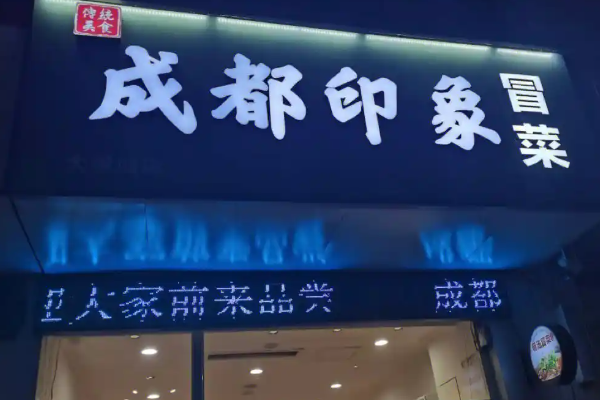 传统
美食
成都印象
冒菜
大家前来品尝 成都